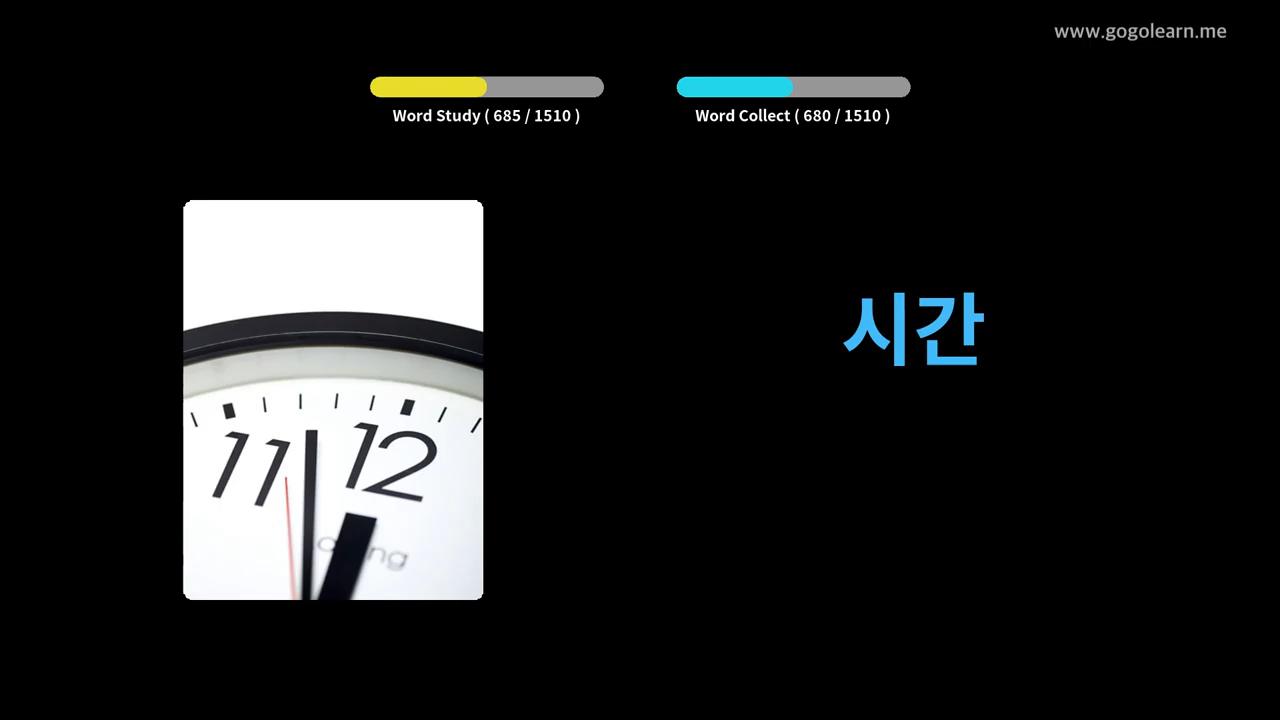 www.gogolearn.me
Word Study ( 685 / 1510 )
Word Collect ( 680 / 1510 )
시간
11
12